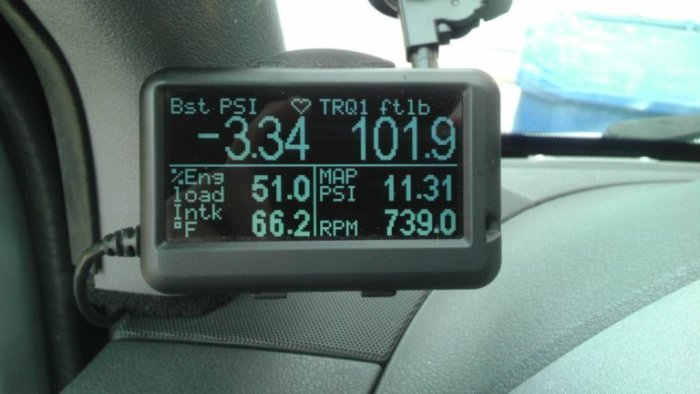 Bst PSI ♡ TRQ1 ftlb
-3.34 101.9
%Eng load 51.0 MAP PSI 11.31
Intk °F 66.2 RPM 739.0